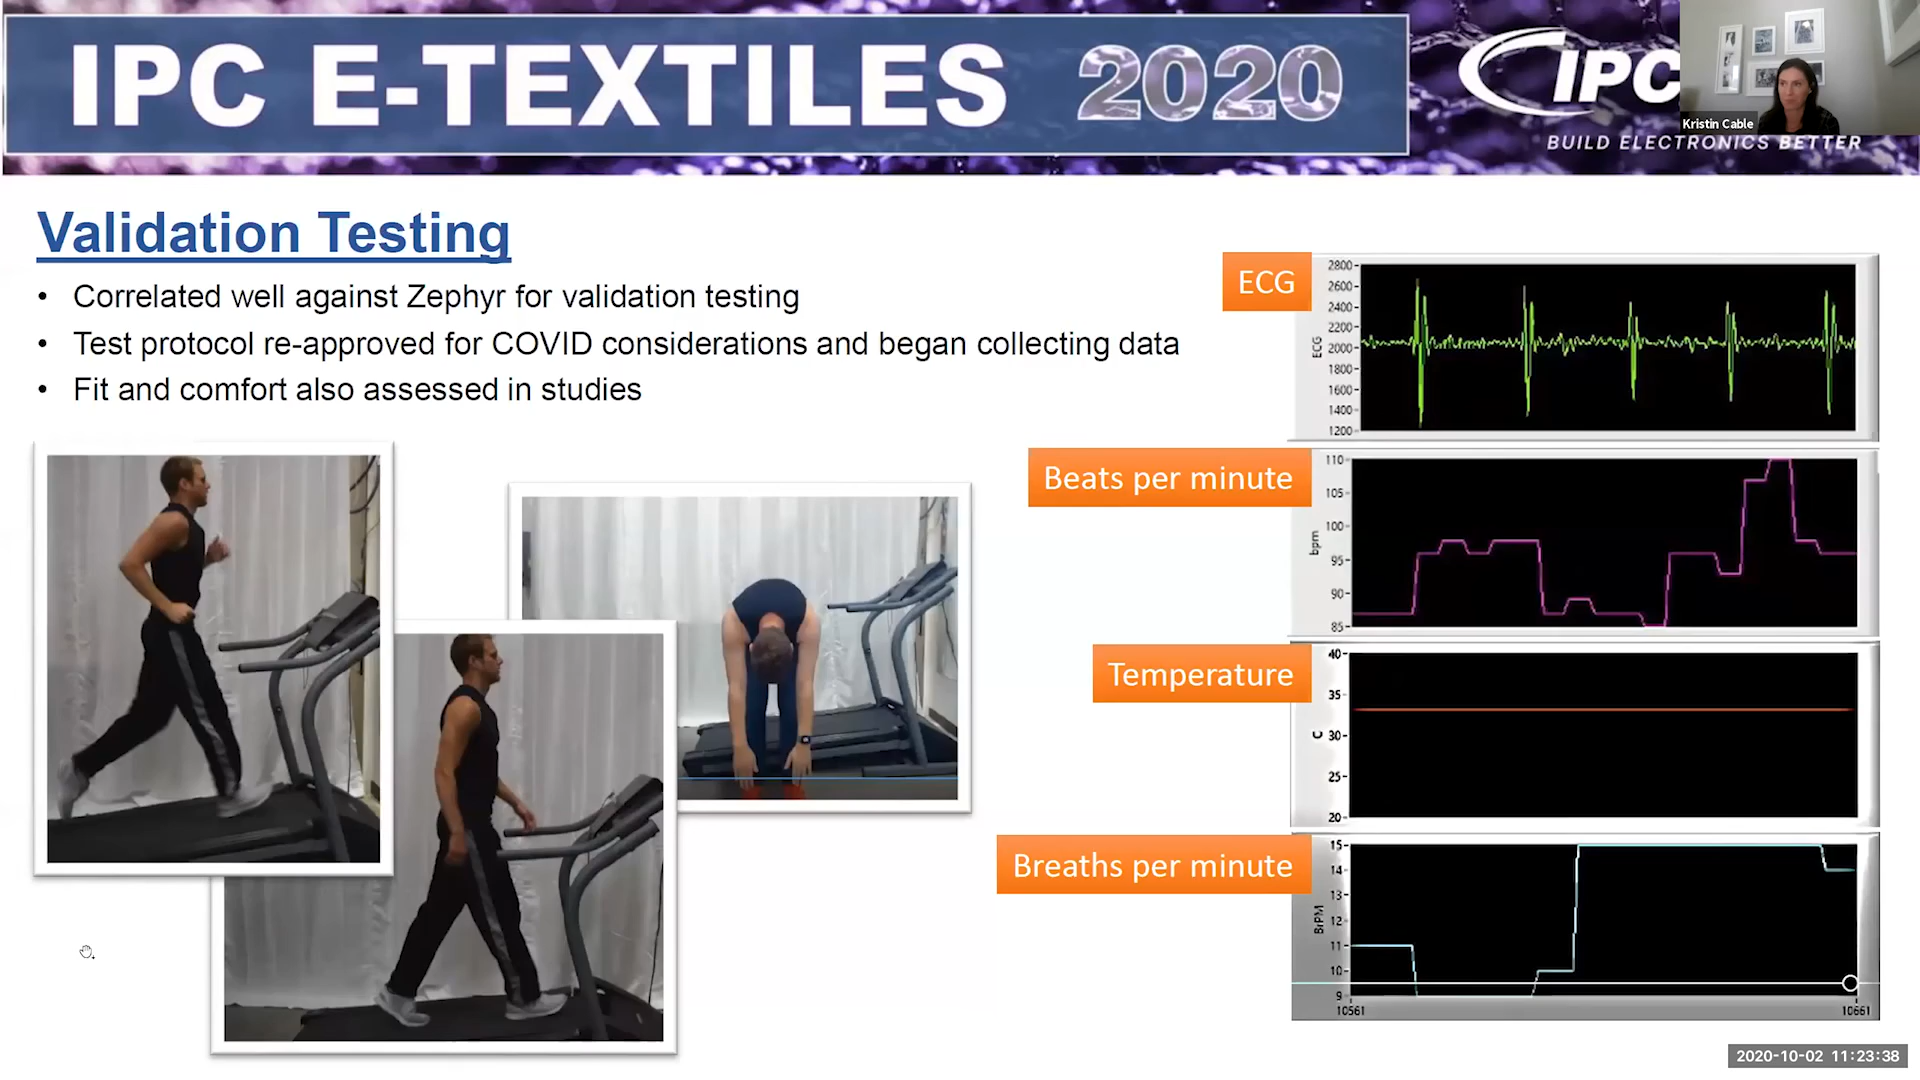 IPC E-TEXTILES 2020
IPC
Kristin Cable
BUILD ELECTRONICS BETTER
Validation Testing
• Correlated well against Zephyr for validation testing
• Test protocol re-approved for COVID considerations and began collecting data
• Fit and comfort also assessed in studies
ECG
ECG
2800
2600
2400
2200
2000
1800
1600
1400
1200
Beats per minute
bpm
110
105
100
95
90
85
Temperature
C
40
35
30
25
20
Breaths per minute
BrPM
15
14
13
12
11
10
9
10561
10661
2020-10-02 11:23:38